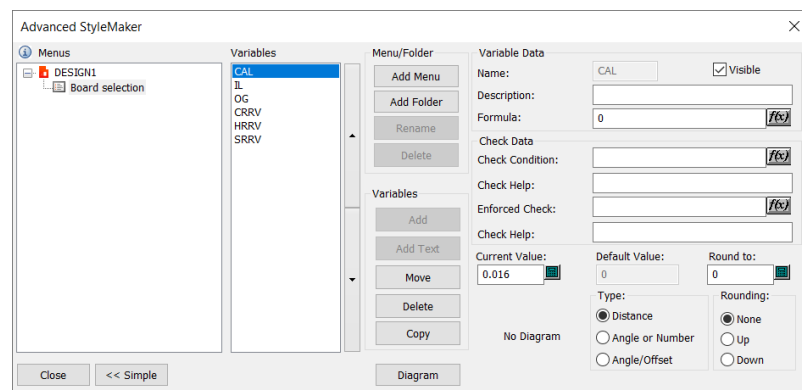 Advanced StyleMaker
Menus
DESIGN1
Board selection
Variables
CAL
IL
OG
CRRV
HRRV
SRRV
Menu/Folder
Add Menu
Add Folder
Rename
Delete
Variables
Add
Add Text
Move
Delete
Copy
Variable Data
Name: CAL Visible
Description:
Formula: 0 f(x)
Check Data
Check Condition: f(x)
Check Help:
Enforced Check: f(x)
Check Help:
Current Value: Default Value: Round to:
0.016 0 0
Type: Rounding:
Distance None
No Diagram Angle or Number Up
Angle/Offset Down
Close << Simple Diagram